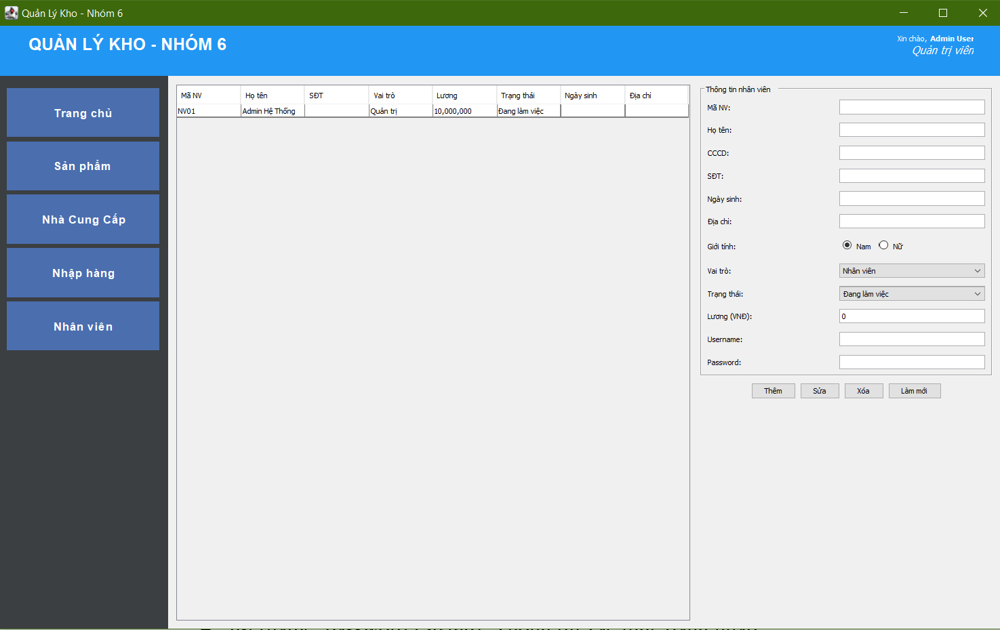 Quản Lý Kho - Nhóm 6
QUẢN LÝ KHO - NHÓM 6
Xin chào, Admin User
Quản trị viên
Trang chủ
Sản phẩm
Nhà Cung Cấp
Nhập hàng
Nhân viên
Mã NV Họ tên SĐT Vai trò Lương Trạng thái Ngày sinh Địa chỉ
NV01 Admin Hệ Thống Quản trị 10,000,000 Đang làm việc
Thông tin nhân viên
Mã NV:
Họ tên:
CCCD:
SĐT:
Ngày sinh:
Địa chỉ:
Giới tính: Nam Nữ
Vai trò: Nhân viên
Trạng thái: Đang làm việc
Lương (VNĐ): 0
Username:
Password:
Thêm Sửa Xóa Làm mới